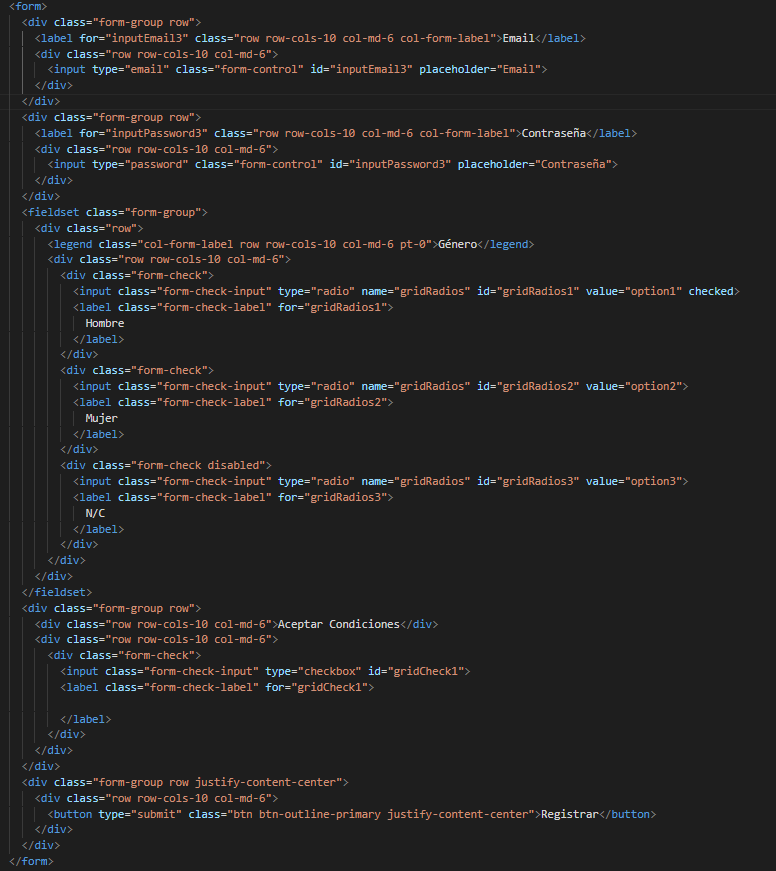 <form>
<div class="form-group row">
<label for="inputEmail3" class="row row-cols-10 col-md-6 col-form-label">Email</label>
<div class="row row-cols-10 col-md-6">
<input type="email" class="form-control" id="inputEmail3" placeholder="Email">
</div>
</div>
<div class="form-group row">
<label for="inputPassword3" class="row row-cols-10 col-md-6 col-form-label">Contraseña</label>
<div class="row row-cols-10 col-md-6">
<input type="password" class="form-control" id="inputPassword3" placeholder="Contraseña">
</div>
</div>
<fieldset class="form-group">
<div class="row">
<legend class="col-form-label row row-cols-10 col-md-6 pt-0">Género</legend>
<div class="row row-cols-10 col-md-6">
<div class="form-check">
<input class="form-check-input" type="radio" name="gridRadios" id="gridRadios1" value="option1" checked>
<label class="form-check-label" for="gridRadios1">
Hombre
</label>
</div>
<div class="form-check">
<input class="form-check-input" type="radio" name="gridRadios" id="gridRadios2" value="option2">
<label class="form-check-label" for="gridRadios2">
Mujer
</label>
</div>
<div class="form-check disabled">
<input class="form-check-input" type="radio" name="gridRadios" id="gridRadios3" value="option3">
<label class="form-check-label" for="gridRadios3">
N/C
</label>
</div>
</div>
</div>
</fieldset>
<div class="form-group row">
<div class="row row-cols-10 col-md-6">Aceptar Condiciones</div>
<div class="row row-cols-10 col-md-6">
<div class="form-check">
<input class="form-check-input" type="checkbox" id="gridCheck1">
<label class="form-check-label" for="gridCheck1">
</label>
</div>
</div>
</div>
<div class="form-group row justify-content-center">
<div class="row row-cols-10 col-md-6">
<button type="submit" class="btn btn-outline-primary justify-content-center">Registrar</button>
</div>
</div>
</form>